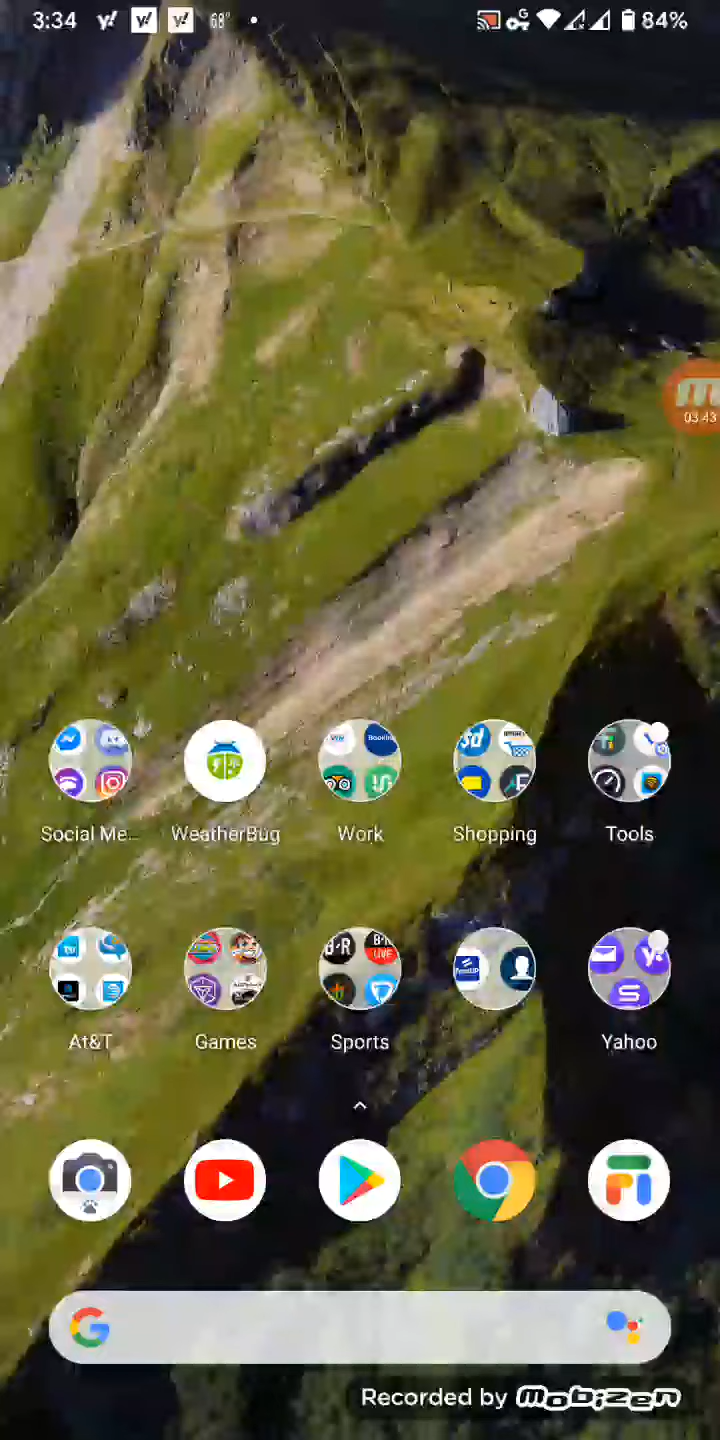 3:34 y! y! y! 68° G 84%
03:43
Social Me... WeatherBug Work Shopping Tools
B·R LIVE
At&T Games Sports Yahoo
G
Recorded by mobizen